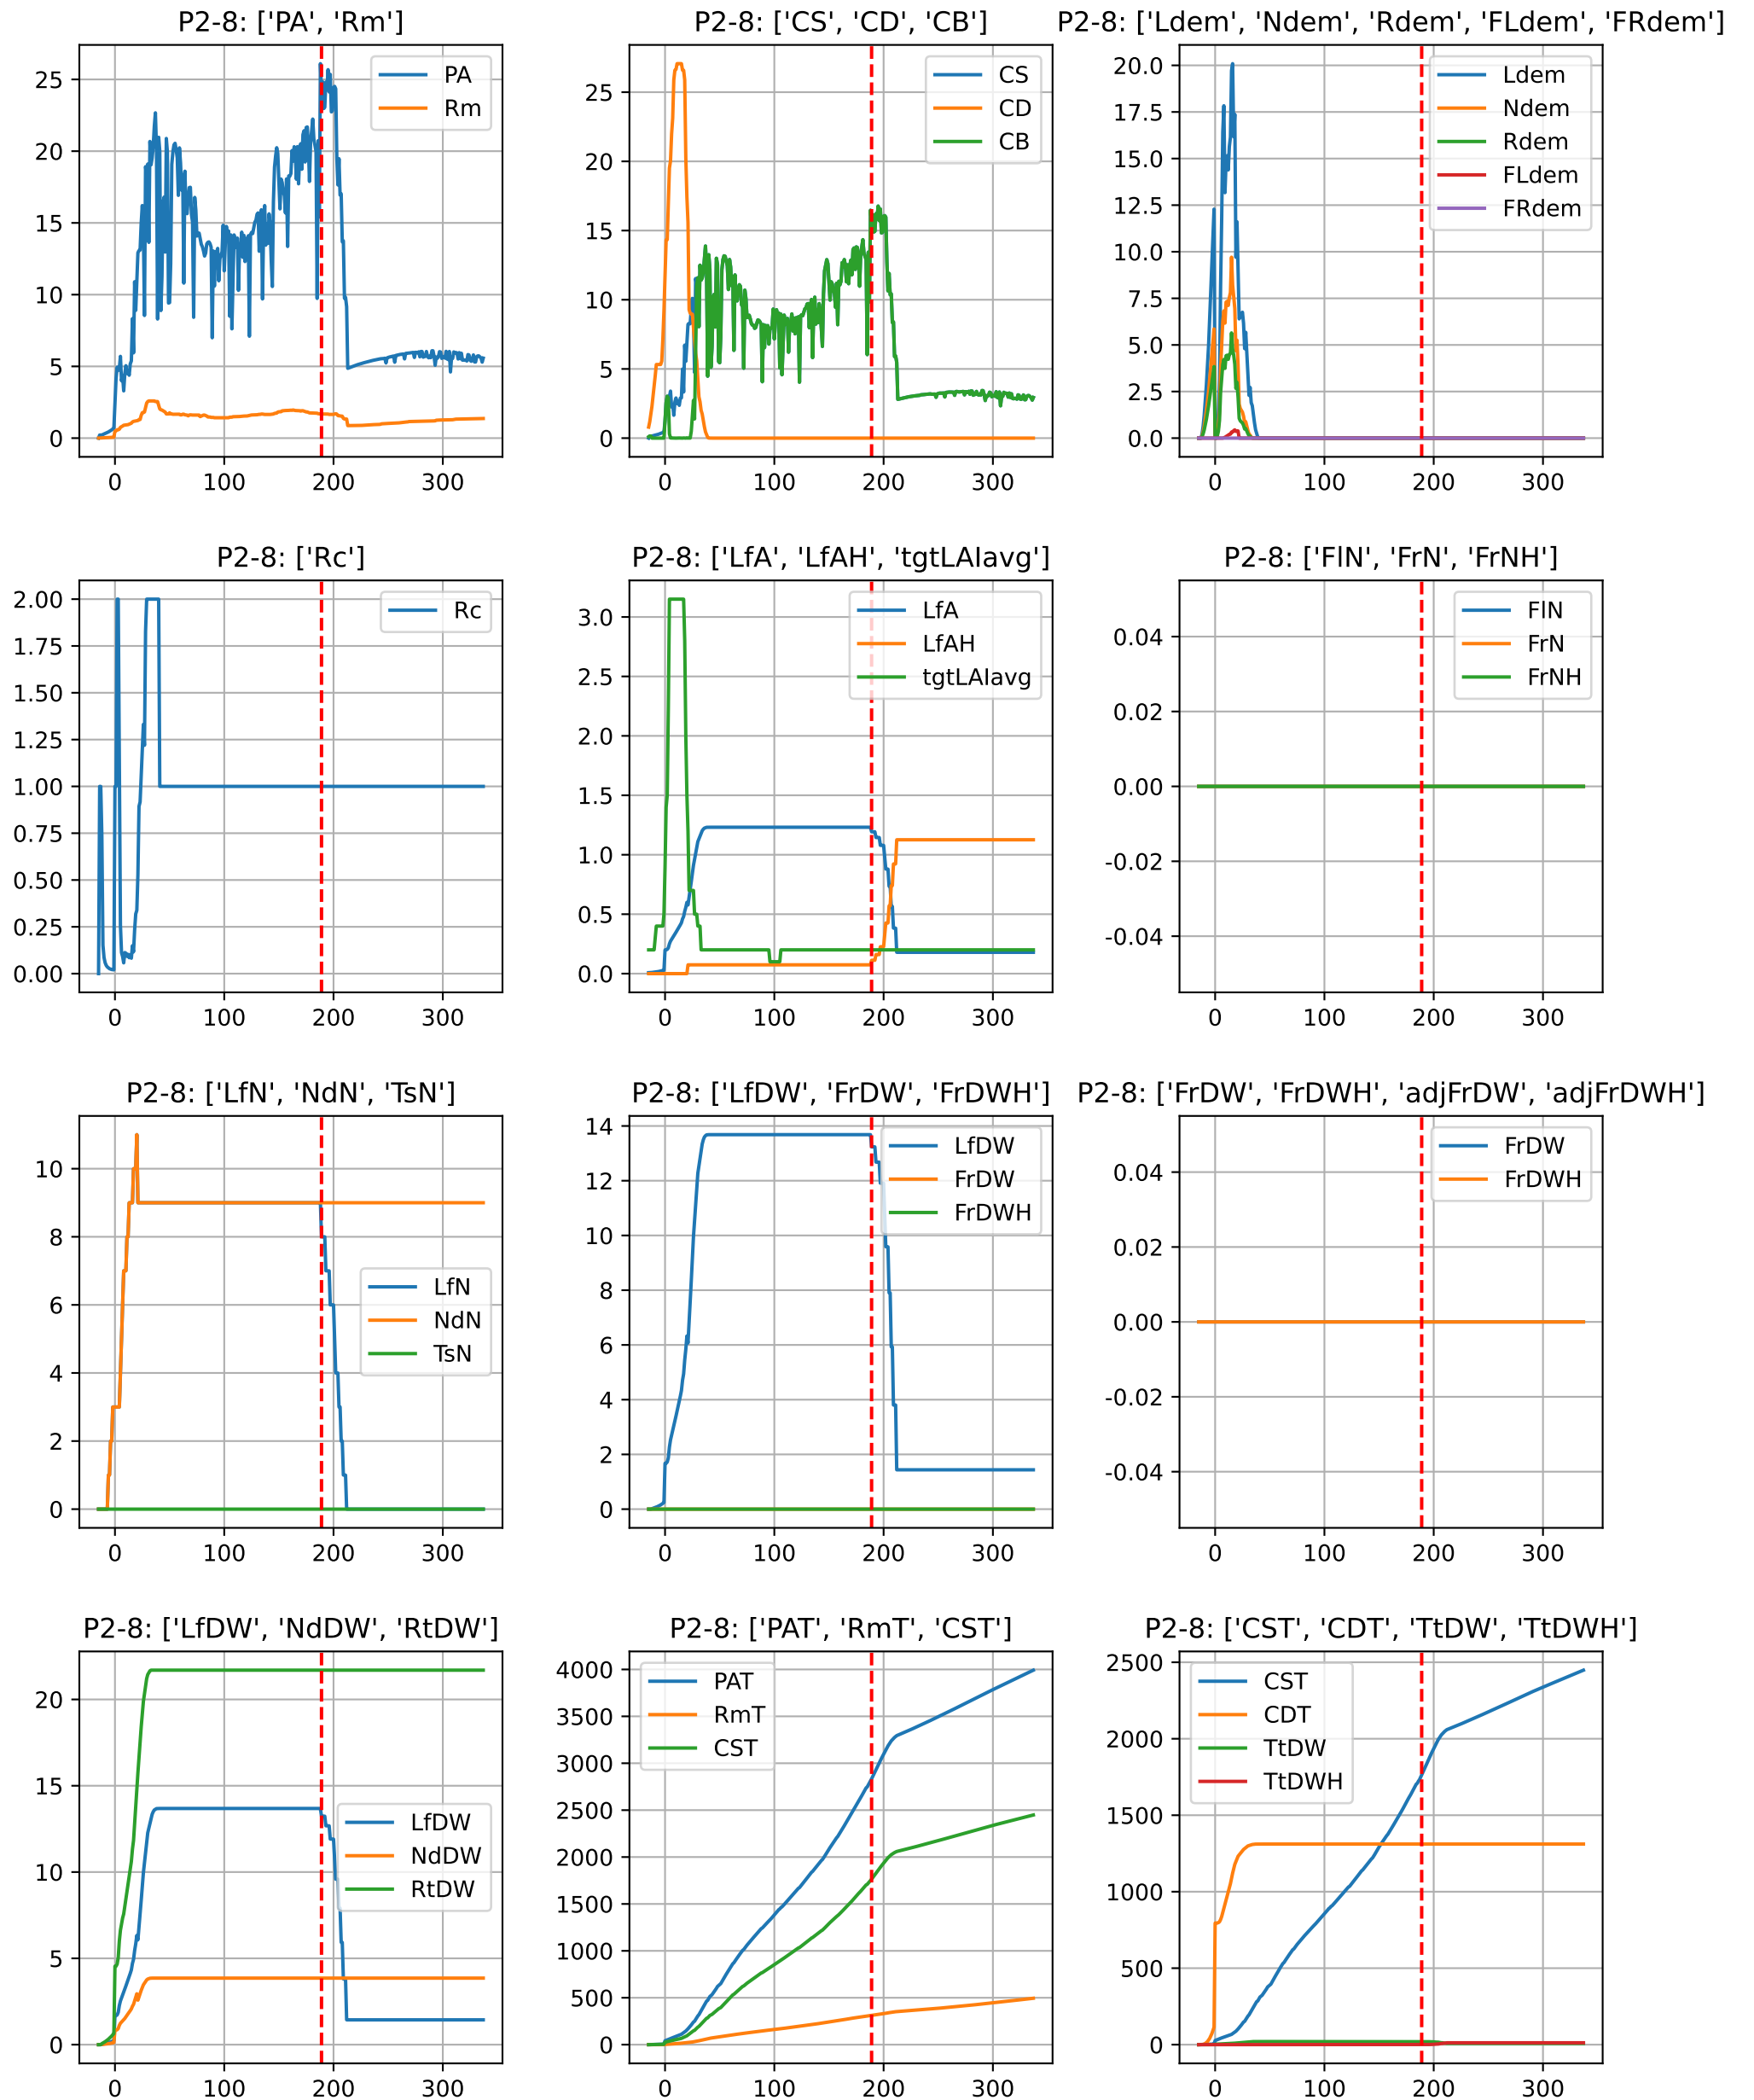 P2-8: ['PA', 'Rm']
25
20
15
10
5
0
PA
Rm
0 100 200 300
P2-8: ['CS', 'CD', 'CB']
25
20
15
10
5
0
CS
CD
CB
0 100 200 300
P2-8: ['Ldem', 'Ndem', 'Rdem', 'FLdem', 'FRdem']
20.0
17.5
15.0
12.5
10.0
7.5
5.0
2.5
0.0
Ldem
Ndem
Rdem
FLdem
FRdem
0 100 200 300
P2-8: ['Rc']
2.00
1.75
1.50
1.25
1.00
0.75
0.50
0.25
0.00
Rc
0 100 200 300
P2-8: ['LfA', 'LfAH', 'tgtLAIavg']
3.0
2.5
2.0
1.5
1.0
0.5
0.0
LfA
LfAH
tgtLAIavg
0 100 200 300
P2-8: ['FlN', 'FrN', 'FrNH']
0.04
0.02
0.00
-0.02
-0.04
FlN
FrN
FrNH
0 100 200 300
P2-8: ['LfN', 'NdN', 'TsN']
10
8
6
4
2
0
LfN
NdN
TsN
0 100 200 300
P2-8: ['LfDW', 'FrDW', 'FrDWH']
14
12
10
8
6
4
2
0
LfDW
FrDW
FrDWH
0 100 200 300
P2-8: ['FrDW', 'FrDWH', 'adjFrDW', 'adjFrDWH']
0.04
0.02
0.00
-0.02
-0.04
FrDW
FrDWH
0 100 200 300
P2-8: ['LfDW', 'NdDW', 'RtDW']
20
15
10
5
0
LfDW
NdDW
RtDW
0 100 200 300
P2-8: ['PAT', 'RmT', 'CST']
4000
3500
3000
2500
2000
1500
1000
500
0
PAT
RmT
CST
0 100 200 300
P2-8: ['CST', 'CDT', 'TtDW', 'TtDWH']
2500
2000
1500
1000
500
0
CST
CDT
TtDW
TtDWH
0 100 200 300